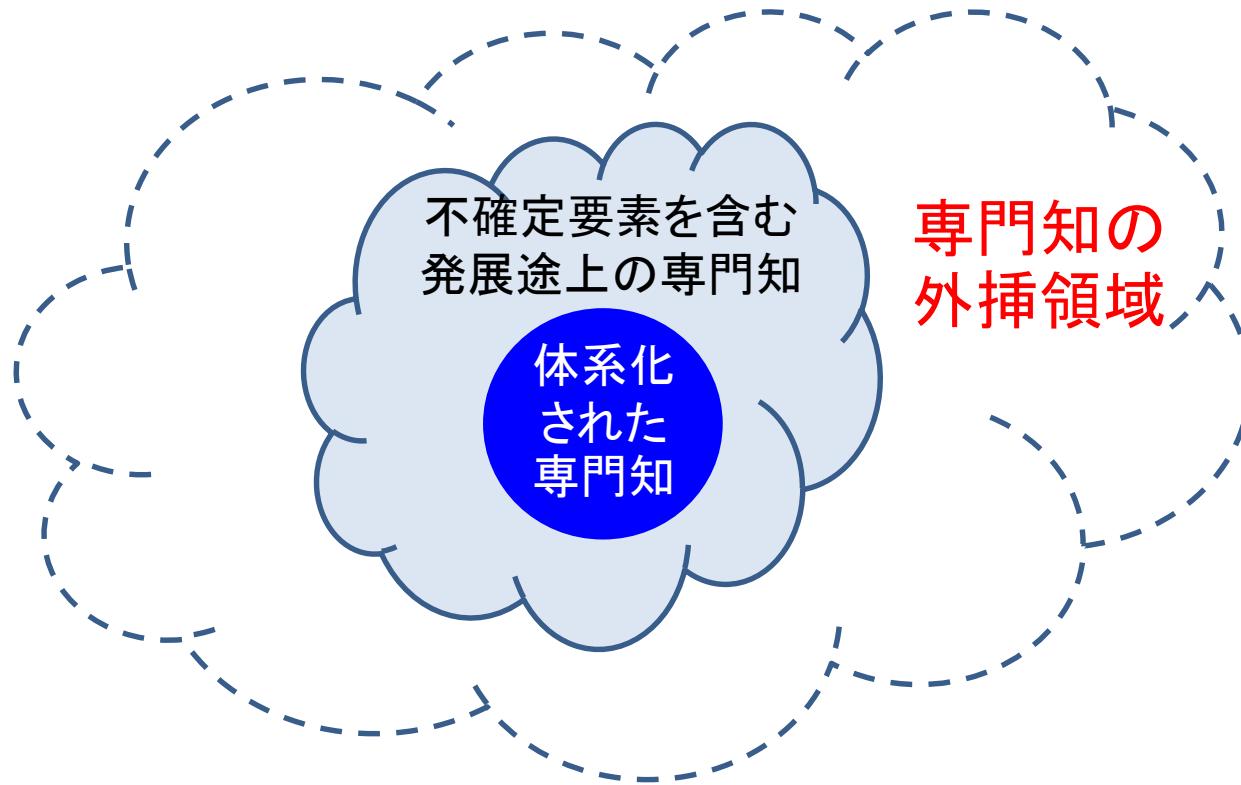 不確定要素を含む
発展途上の専門知
体系化
された
専門知
専門知の
外挿領域